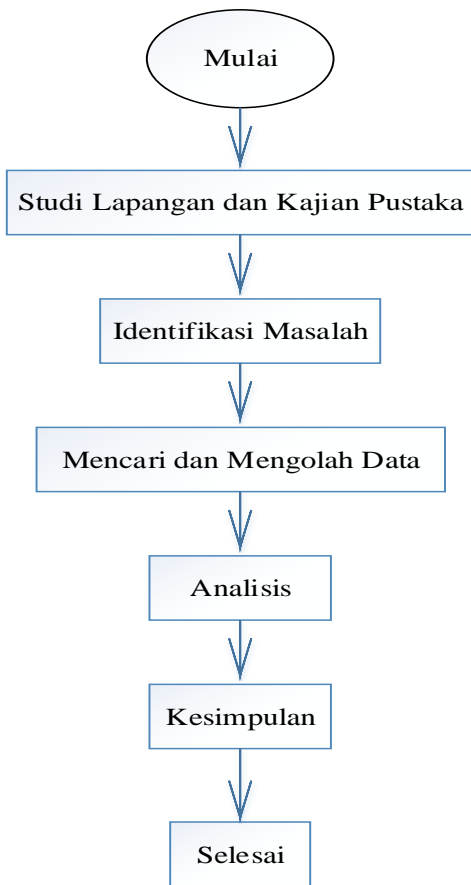 Mulai
Studi Lapangan dan Kajian Pustaka
Identifikasi Masalah
Mencari dan Mengolah Data
Analisis
Kesimpulan
Selesai